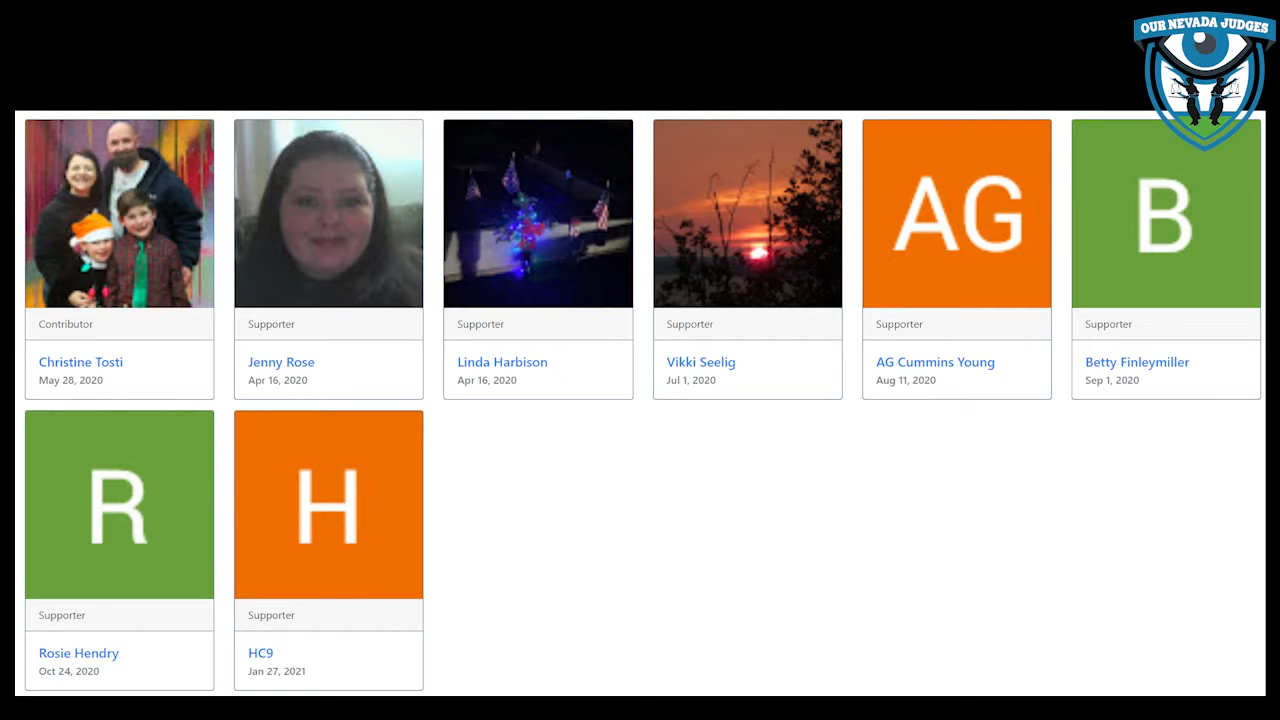 OUR NEVADA JUDGES
AG
B
Contributor
Supporter
Supporter
Supporter
Supporter
Supporter
Christine Tosti
Jenny Rose
Linda Harbison
Vikki Seelig
AG Cummins Young
Betty Finleymiller
May 28, 2020
Apr 16, 2020
Apr 16, 2020
Jul 1, 2020
Aug 11, 2020
Sep 1, 2020
R
H
Supporter
Supporter
Rosie Hendry
HC9
Oct 24, 2020
Jan 27, 2021